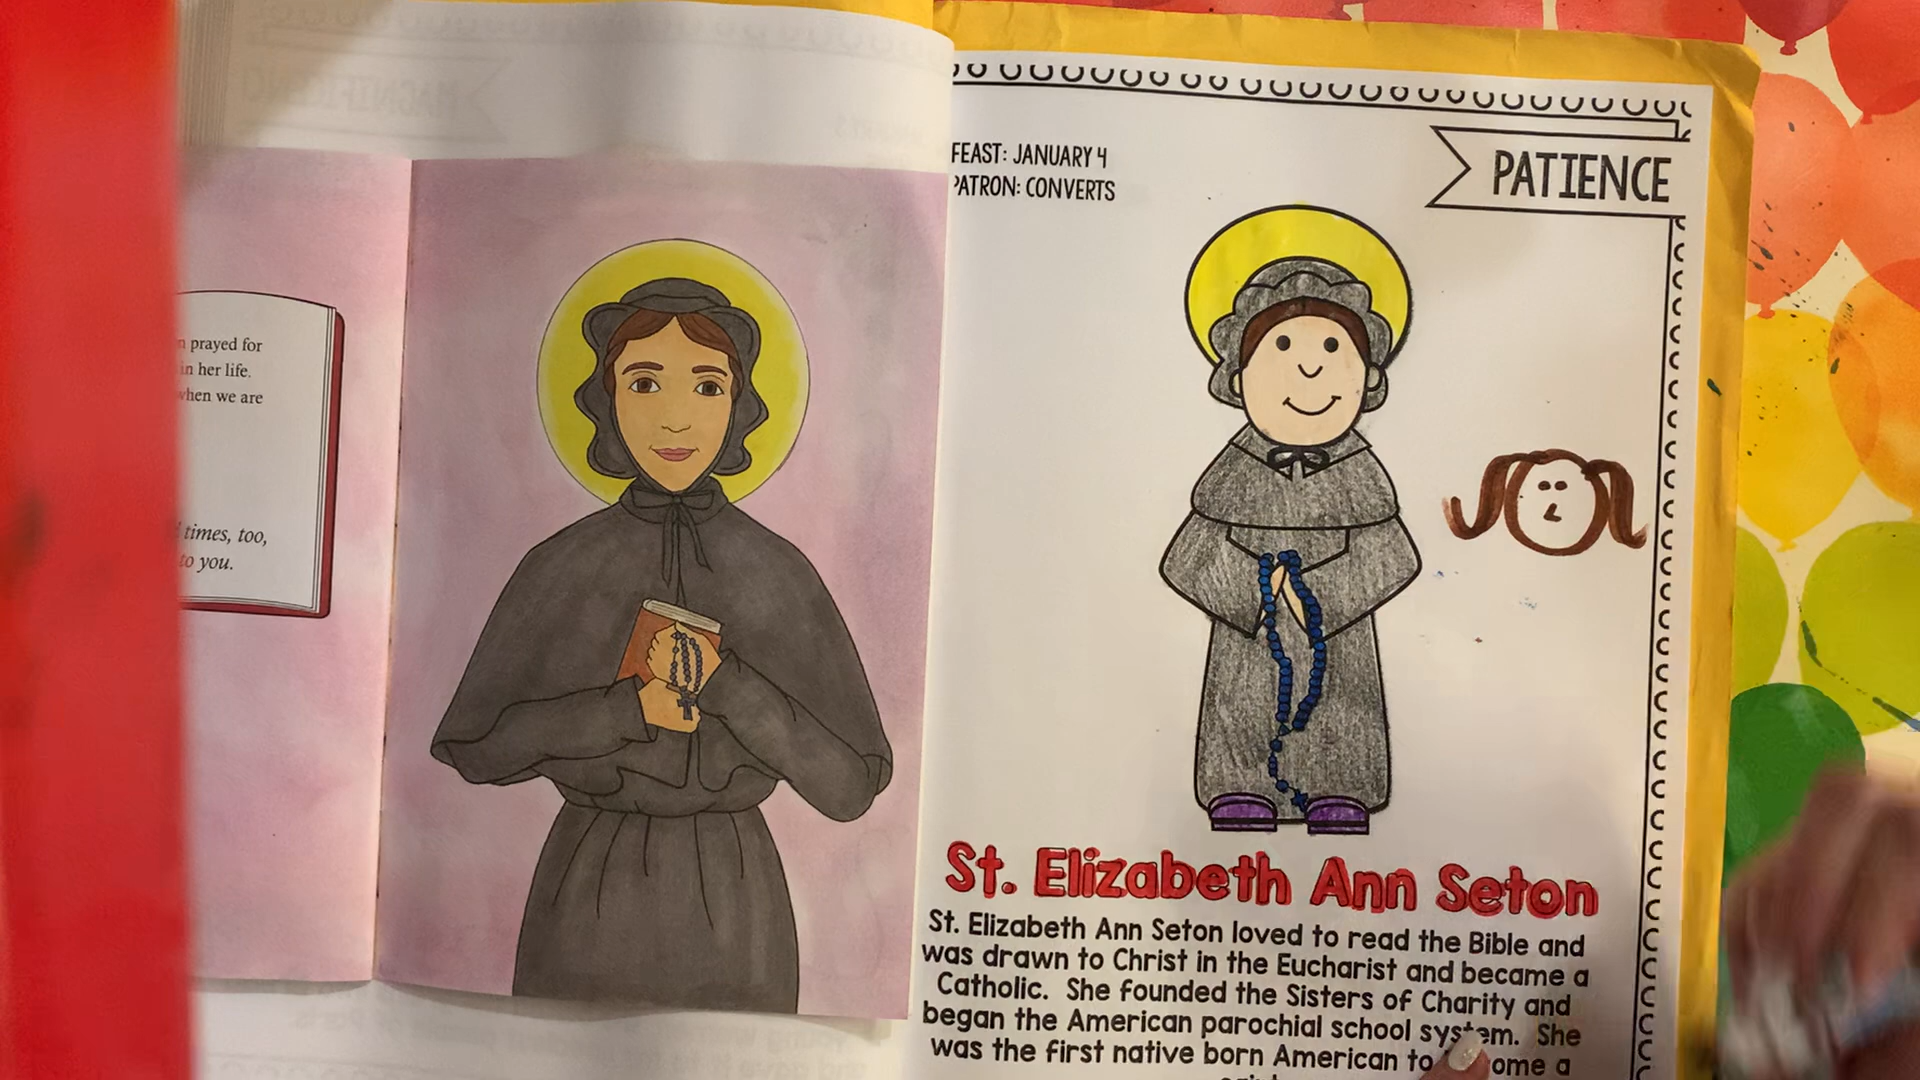 prayed for
in her life.
when we are
times, too,
to you.
FEAST: JANUARY 4
PATRON: CONVERTS
PATIENCE
St. Elizabeth Ann Seton
St. Elizabeth Ann Seton loved to read the Bible and
was drawn to Christ in the Eucharist and became a
Catholic. She founded the Sisters of Charity and
began the American parochial school system. She
was the first native born American to ome a